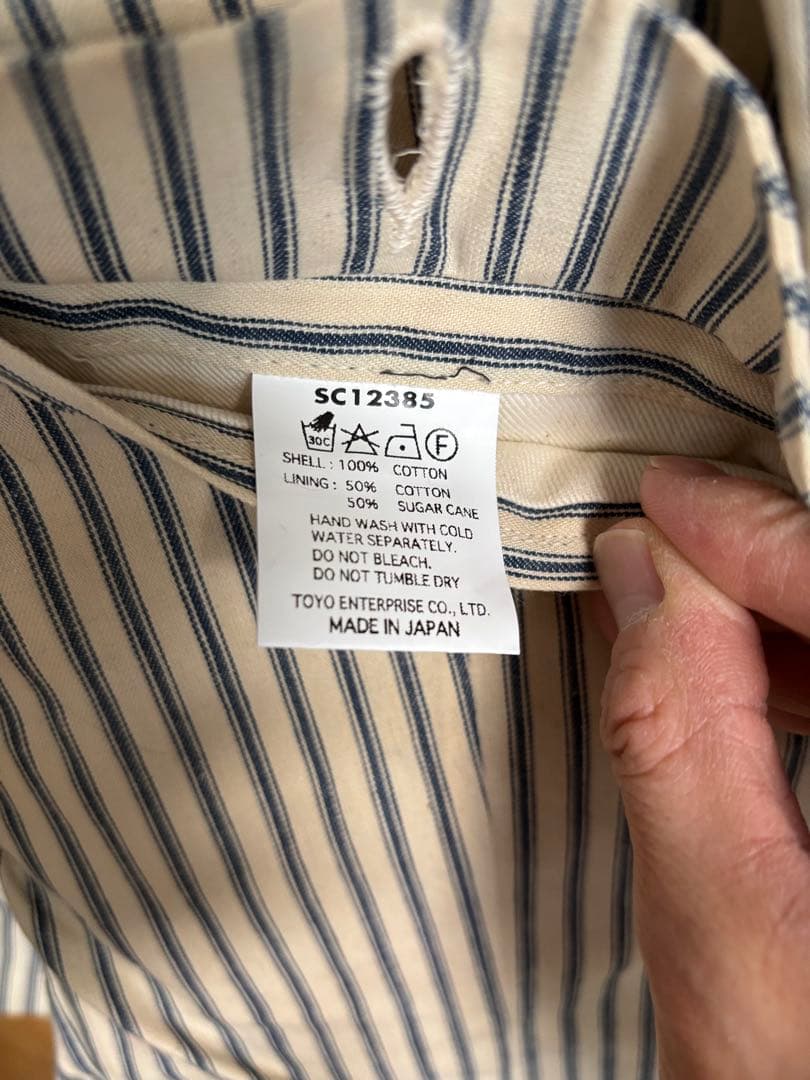 SC12385
30C F
SHELL : 100% COTTON
LINING : 50% COTTON
50% SUGAR CANE
HAND WASH WITH COLD
WATER SEPARATELY.
DO NOT BLEACH.
DO NOT TUMBLE DRY
TOYO ENTERPRISE CO., LTD.
MADE IN JAPAN